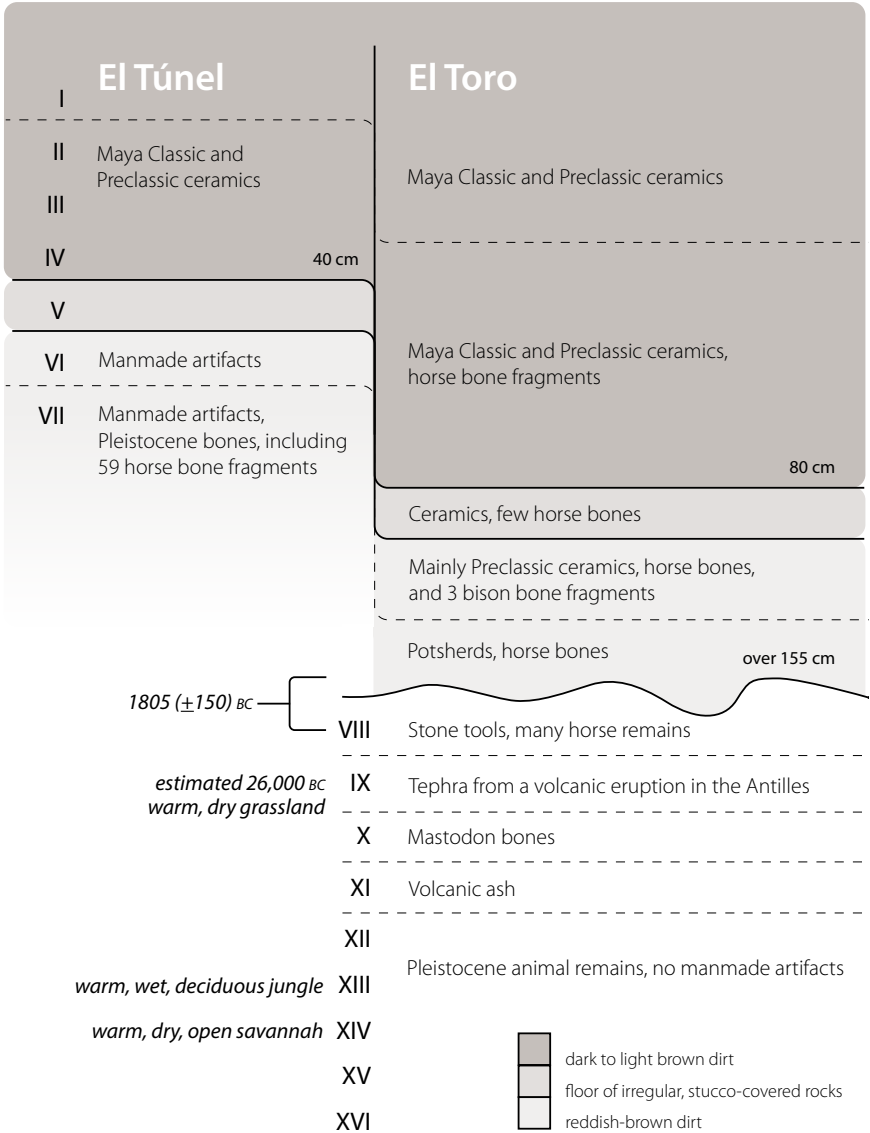 El Túnel
El Toro
I
II
Maya Classic and
Preclassic ceramics
Maya Classic and Preclassic ceramics
III
IV
40 cm
V
VI
Manmade artifacts
Maya Classic and Preclassic ceramics,
horse bone fragments
VII
Manmade artifacts,
Pleistocene bones, including
59 horse bone fragments
80 cm
Ceramics, few horse bones
Mainly Preclassic ceramics, horse bones,
and 3 bison bone fragments
Potsherds, horse bones
over 155 cm
1805 (±150) BC
VIII
Stone tools, many horse remains
estimated 26,000 BC
warm, dry grassland
IX
Tephra from a volcanic eruption in the Antilles
X
Mastodon bones
XI
Volcanic ash
XII
Pleistocene animal remains, no manmade artifacts
warm, wet, deciduous jungle
XIII
warm, dry, open savannah
XIV
XV
XVI
dark to light brown dirt
floor of irregular, stucco-covered rocks
reddish-brown dirt